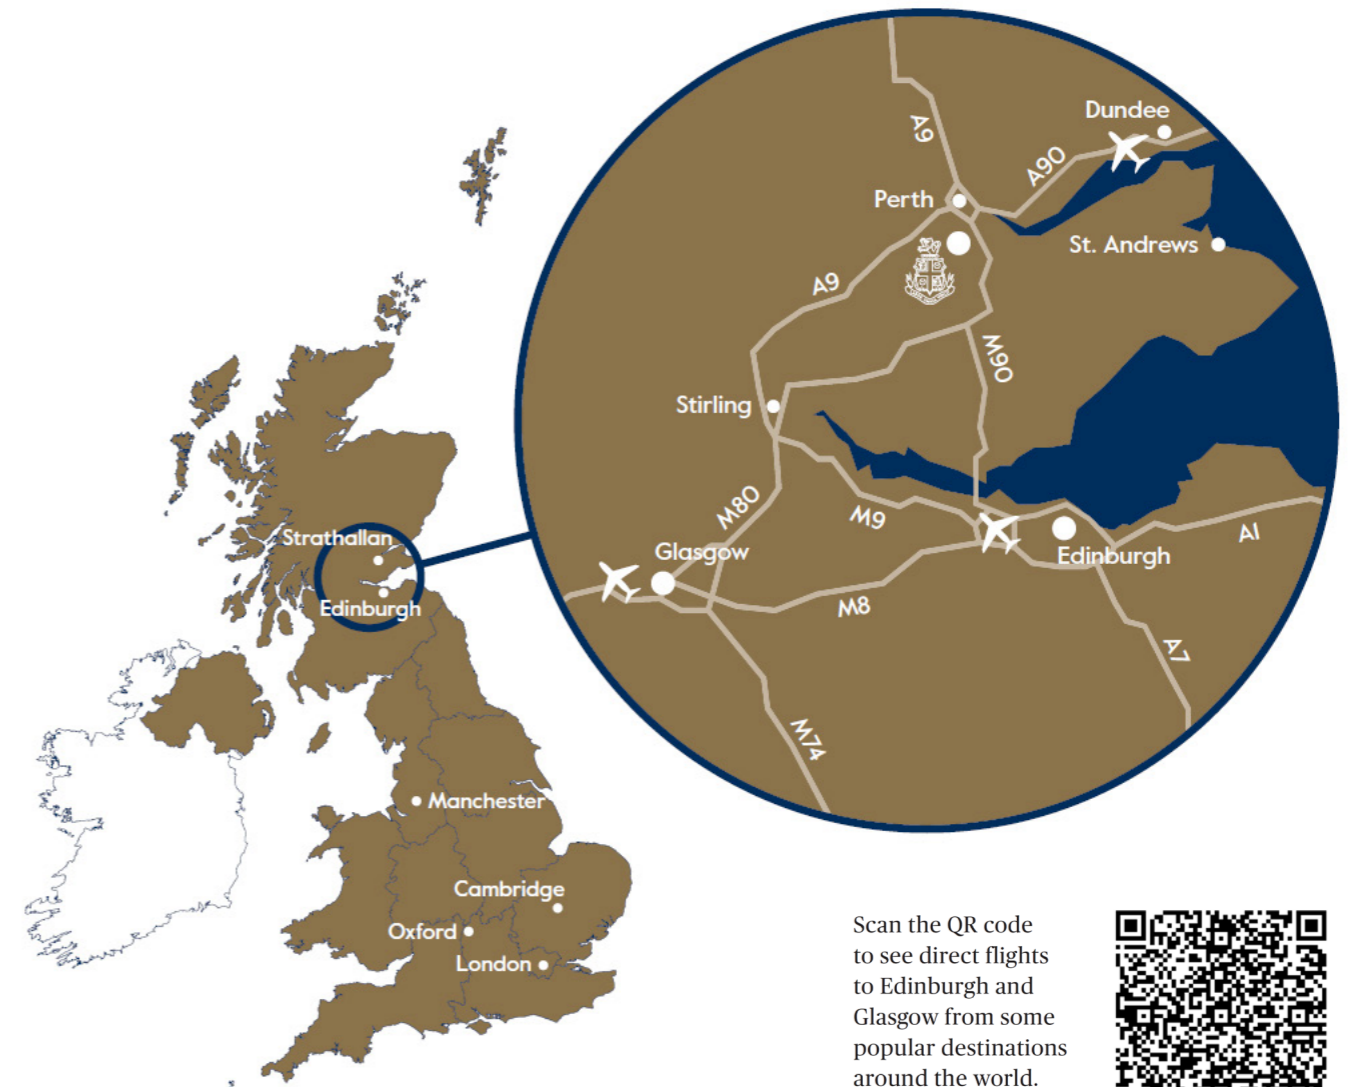 Dundee
A9
A90
Perth
St. Andrews
A9
M90
Stirling
M80
M9
A1
Glasgow
Edinburgh
M8
A7
M74
Strathallan
Edinburgh
Manchester
Cambridge
Oxford
London
Scan the QR code
to see direct flights
to Edinburgh and
Glasgow from some
popular destinations
around the world.